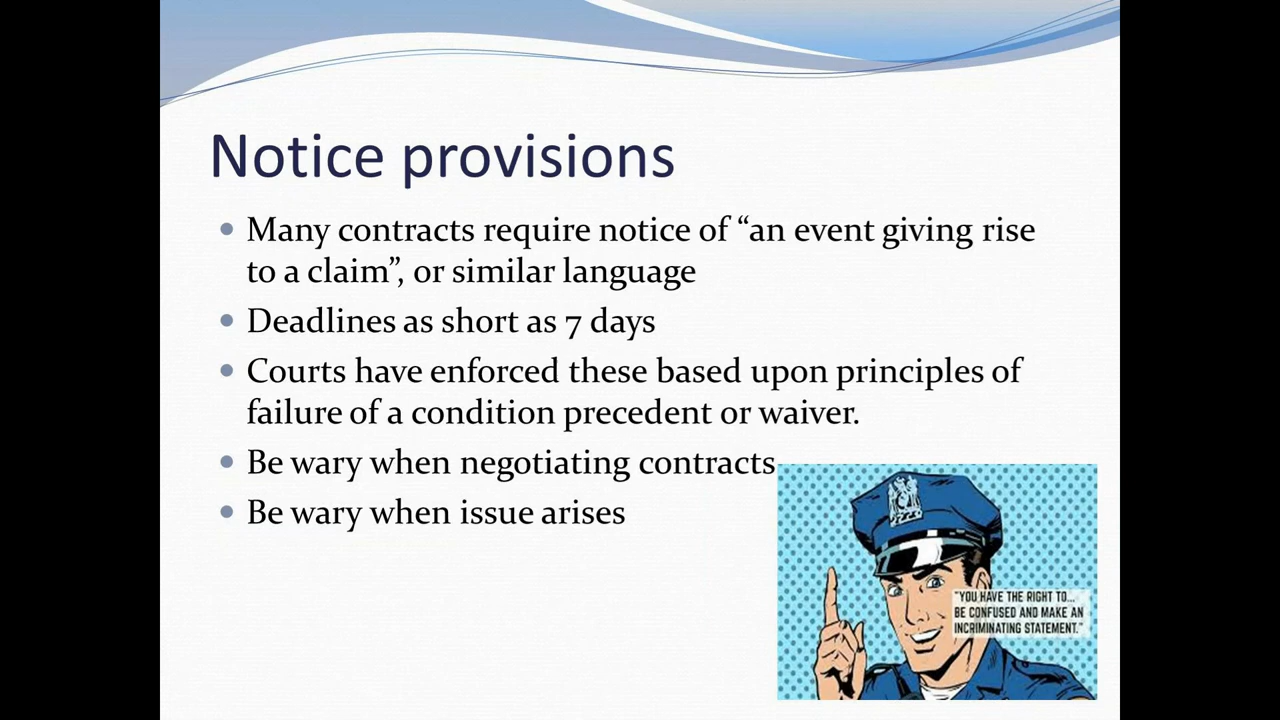 Notice provisions
Many contracts require notice of “an event giving rise
to a claim”, or similar language
Deadlines as short as 7 days
Courts have enforced these based upon principles of
failure of a condition precedent or waiver.
Be wary when negotiating contracts
Be wary when issue arises
"YOU HAVE THE RIGHT TO...
BE CONFUSED AND MAKE AN
INCRIMINATING STATEMENT."